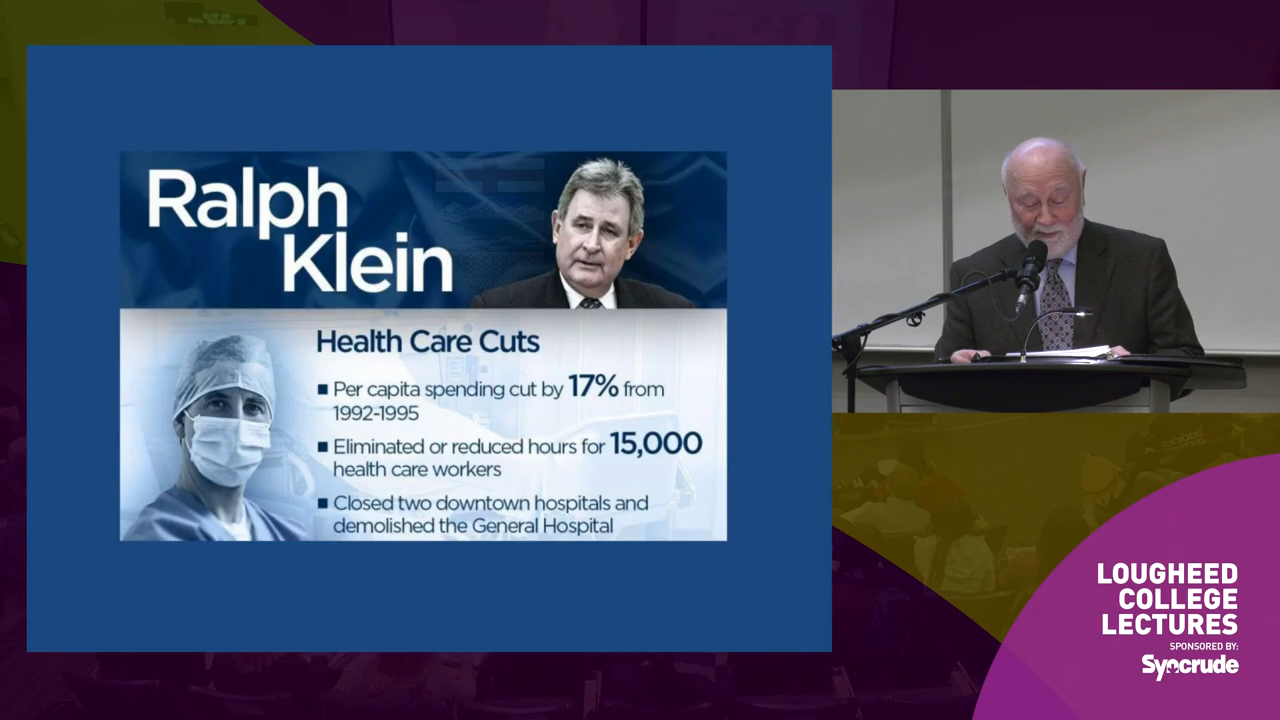 Ralph
Klein
Health Care Cuts
▪ Per capita spending cut by 17% from
1992-1995
▪ Eliminated or reduced hours for 15,000
health care workers
▪ Closed two downtown hospitals and
demolished the General Hospital
LOUGHEED
COLLEGE
LECTURES
SPONSORED BY:
Syncrude